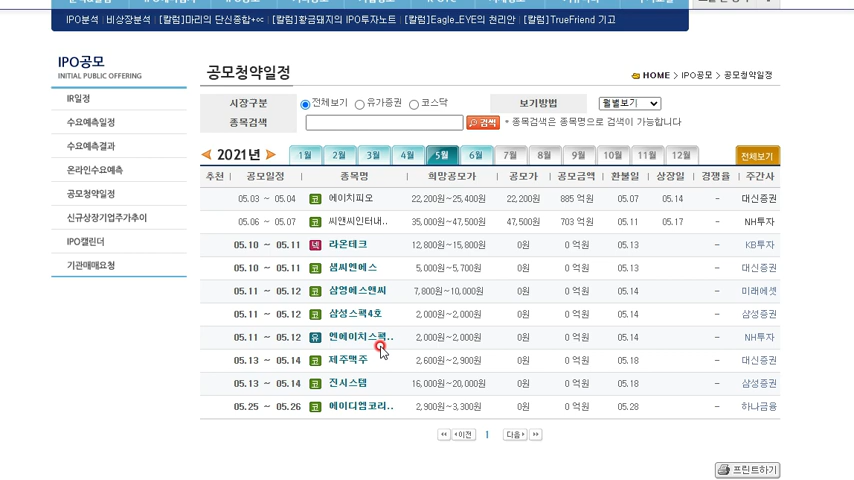 IPO분석 | 비상장분석 | [칼럼]마리의 단신종합+∝ | [칼럼]황금돼지의 IPO투자노트 | [칼럼]Eagle_EYE의 천리안 | [칼럼]TrueFriend 기고
IPO공모
INITIAL PUBLIC OFFERING
IR일정
수요예측일정
수요예측결과
온라인수요예측
공모청약일정
신규상장기업주가추이
IPO캘린더
기관매매요청
공모청약일정
HOME > IPO공모 > 공모청약일정
시장구분 전체보기 유가증권 코스닥 보기방법 월별보기
종목검색 검색 * 종목검색은 종목명으로 검색이 가능합니다
2021년 1월 2월 3월 4월 5월 6월 7월 8월 9월 10월 11월 12월 전체보기
추천 | 공모일정 | 종목명 | 희망공모가 | 공모가 | 공모금액 | 환불일 | 상장일 | 경쟁률 | 주간사
05.03 ~ 05.04 코 에이치피오 22,200원~25,400원 22,200원 885 억원 05.07 05.14 - 대신증권
05.06 ~ 05.07 코 씨앤씨인터내.. 35,000원~47,500원 47,500원 703 억원 05.11 05.17 - NH투자
05.10 ~ 05.11 넥 라온테크 12,800원~15,800원 0원 0 억원 05.13 - KB투자
05.10 ~ 05.11 코 샘씨엔에스 5,000원~5,700원 0원 0 억원 05.13 - 대신증권
05.11 ~ 05.12 코 삼영에스앤씨 7,800원~10,000원 0원 0 억원 05.14 - 미래에셋
05.11 ~ 05.12 코 삼성스팩4호 2,000원~2,000원 0원 0 억원 05.14 - 삼성증권
05.11 ~ 05.12 유 엔에이치스팩.. 2,000원~2,000원 0원 0 억원 05.14 - NH투자
05.13 ~ 05.14 코 제주맥주 2,600원~2,900원 0원 0 억원 05.18 - 대신증권
05.13 ~ 05.14 코 진시스템 16,000원~20,000원 0원 0 억원 05.18 - 삼성증권
05.25 ~ 05.26 코 에이디엠코리.. 2,900원~3,300원 0원 0 억원 05.28 - 하나금융
이전 1 다음
프린트하기